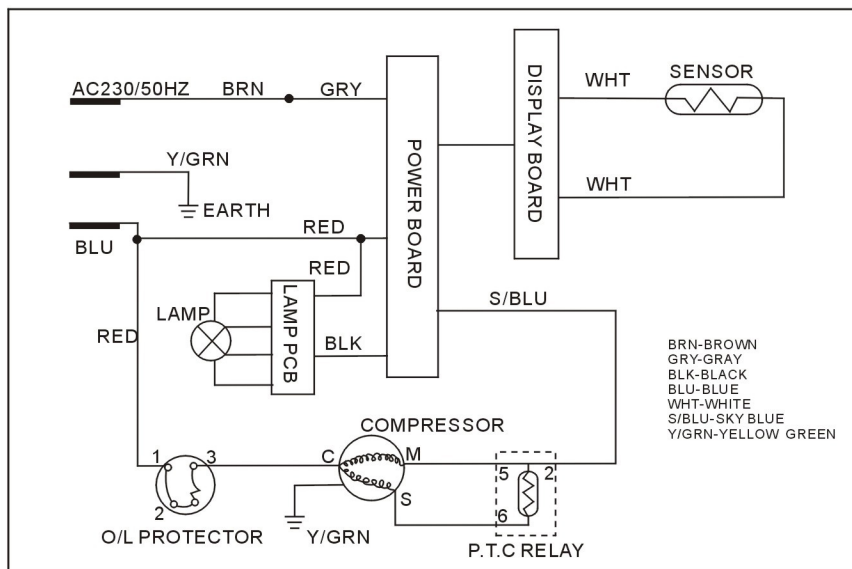 AC230/50HZ
BRN
GRY
Y/GRN
EARTH
BLU
RED
RED
RED
LAMP
LAMP PCB
BLK
POWER BOARD
DISPLAY BOARD
WHT
SENSOR
WHT
S/BLU
BRN-BROWN
GRY-GRAY
BLK-BLACK
BLU-BLUE
WHT-WHITE
S/BLU-SKY BLUE
Y/GRN-YELLOW GREEN
COMPRESSOR
1
3
2
O/L PROTECTOR
C
M
S
Y/GRN
5
2
6
P.T.C RELAY